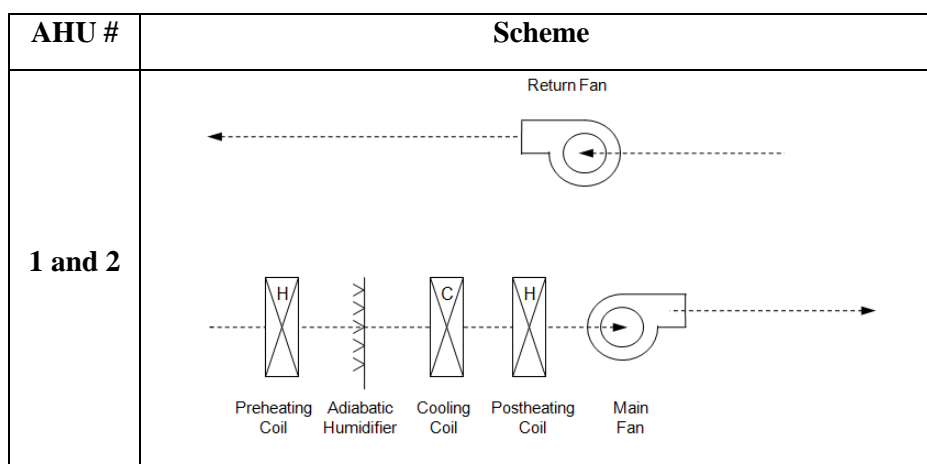 AHU # Scheme
Return Fan
1 and 2
H C H
Preheating Adiabatic Cooling Postheating Main
Coil Humidifier Coil Coil Fan